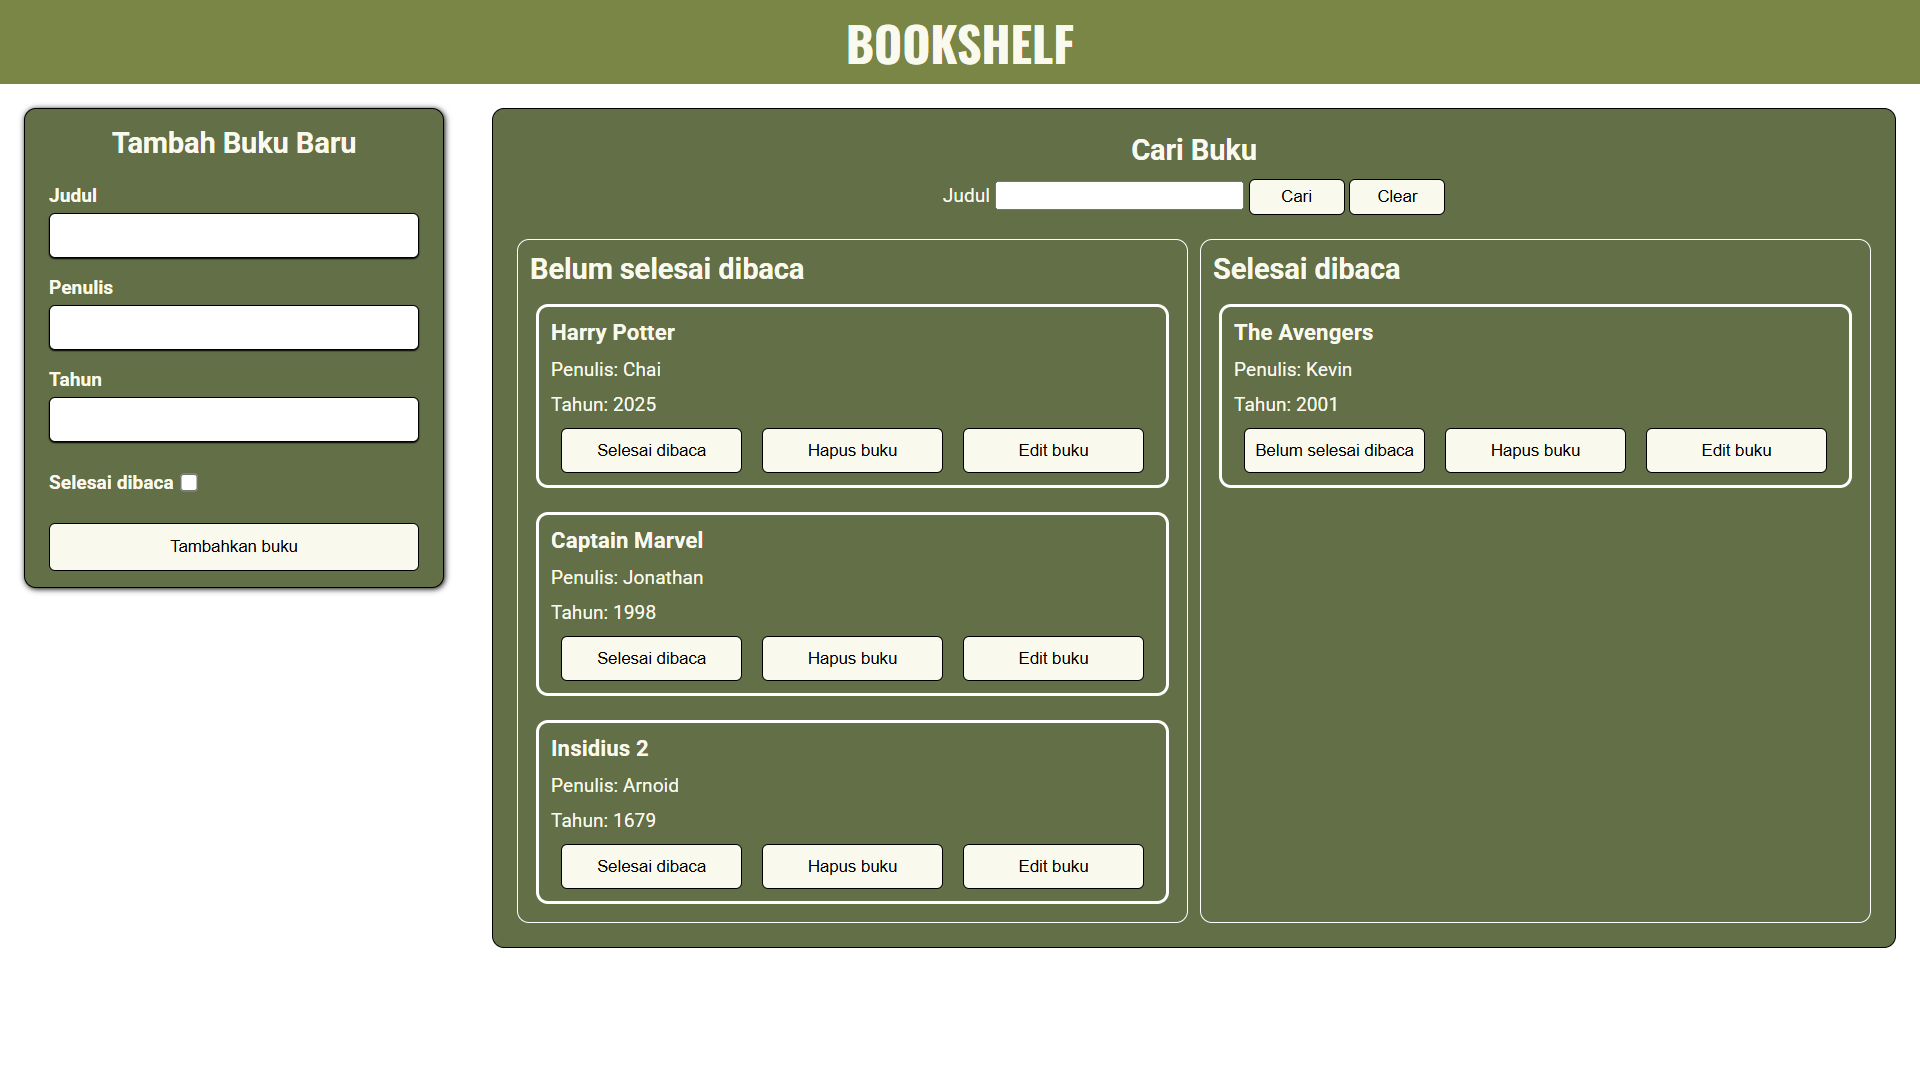 BOOKSHELF
Tambah Buku Baru
Judul
Penulis
Tahun
Selesai dibaca
Tambahkan buku
Cari Buku
Judul Cari Clear
Belum selesai dibaca
Harry Potter
Penulis: Chai
Tahun: 2025
Selesai dibaca Hapus buku Edit buku
Captain Marvel
Penulis: Jonathan
Tahun: 1998
Selesai dibaca Hapus buku Edit buku
Insidius 2
Penulis: Arnoid
Tahun: 1679
Selesai dibaca Hapus buku Edit buku
Selesai dibaca
The Avengers
Penulis: Kevin
Tahun: 2001
Belum selesai dibaca Hapus buku Edit buku